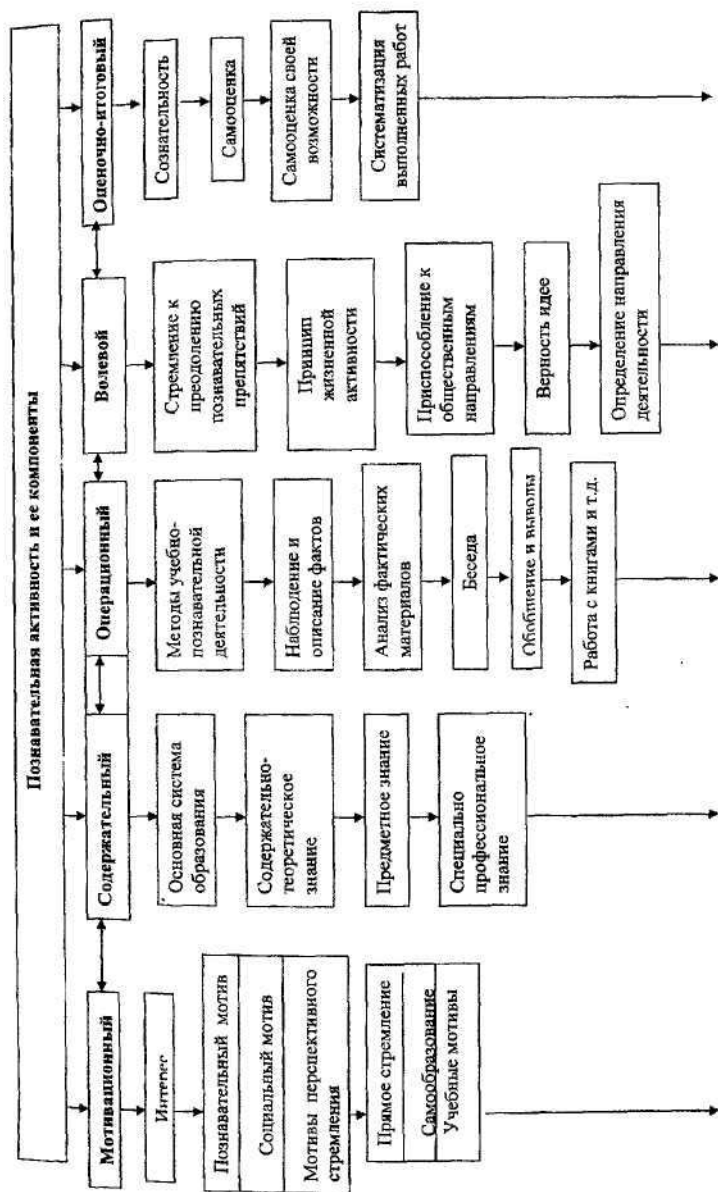 Познавательная активность и ее компоненты
Мотивационный
Интерес
Познавательный мотив
Социальный мотив
Мотивы перспективного
стремления
Прямое стремление
Самообразование
Учебные мотивы
Содержательный
Основная система
образования
Содержательно-
теоретическое
знание
Предметное знание
Специально
профессиональное
знание
Операционный
Методы учебно-
познавательной
деятельности
Наблюдение и
описание фактов
Анализ фактических
материалов
Беседа
Обобщение и выводы
Работа с книгами и т.д.
Волевой
Стремление к
преодолению
познавательных
препятствий
Принцип
жизненной
активности
Приспособление к
общественным
направлениям
Верность идее
Определение направления
деятельности
Оценочно-итоговый
Сознательность
Самооценка
Самооценка своей
возможности
Систематизация
выполненных работ